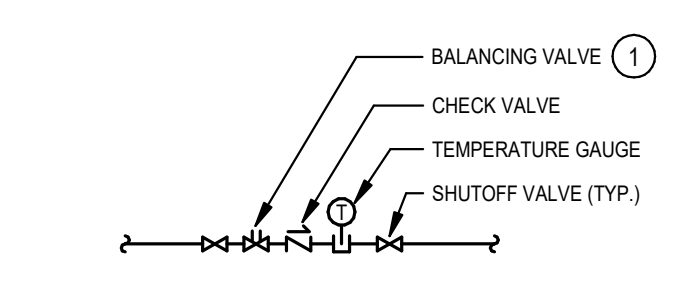 BALANCING VALVE 1
CHECK VALVE
TEMPERATURE GAUGE
SHUTOFF VALVE (TYP.)
T